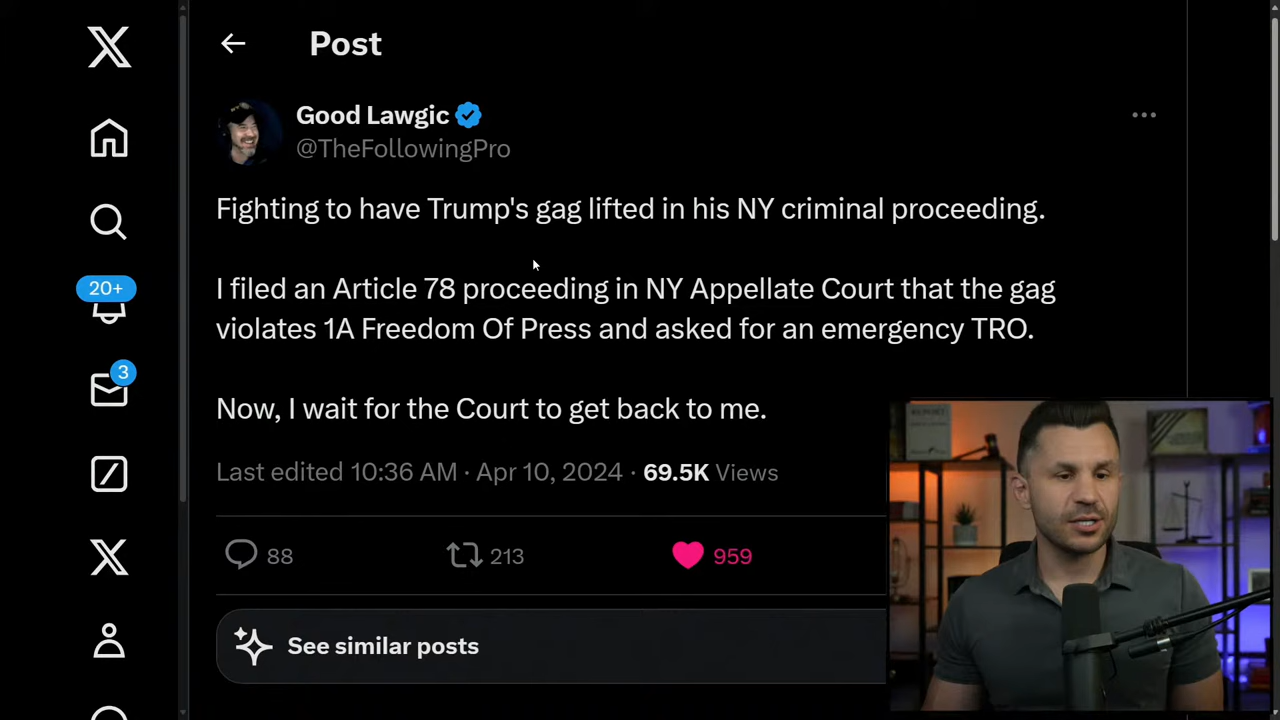 Post
Good Lawgic
@TheFollowingPro
Fighting to have Trump's gag lifted in his NY criminal proceeding.
I filed an Article 78 proceeding in NY Appellate Court that the gag
violates 1A Freedom Of Press and asked for an emergency TRO.
Now, I wait for the Court to get back to me.
Last edited 10:36 AM · Apr 10, 2024 · 69.5K Views
88 213 959
See similar posts
20+
3